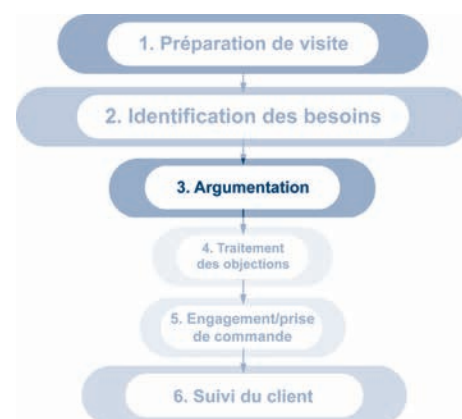 1. Préparation de visite
2. Identification des besoins
3. Argumentation
4. Traitement
des objections
5. Engagement/prise
de commande
6. Suivi du client